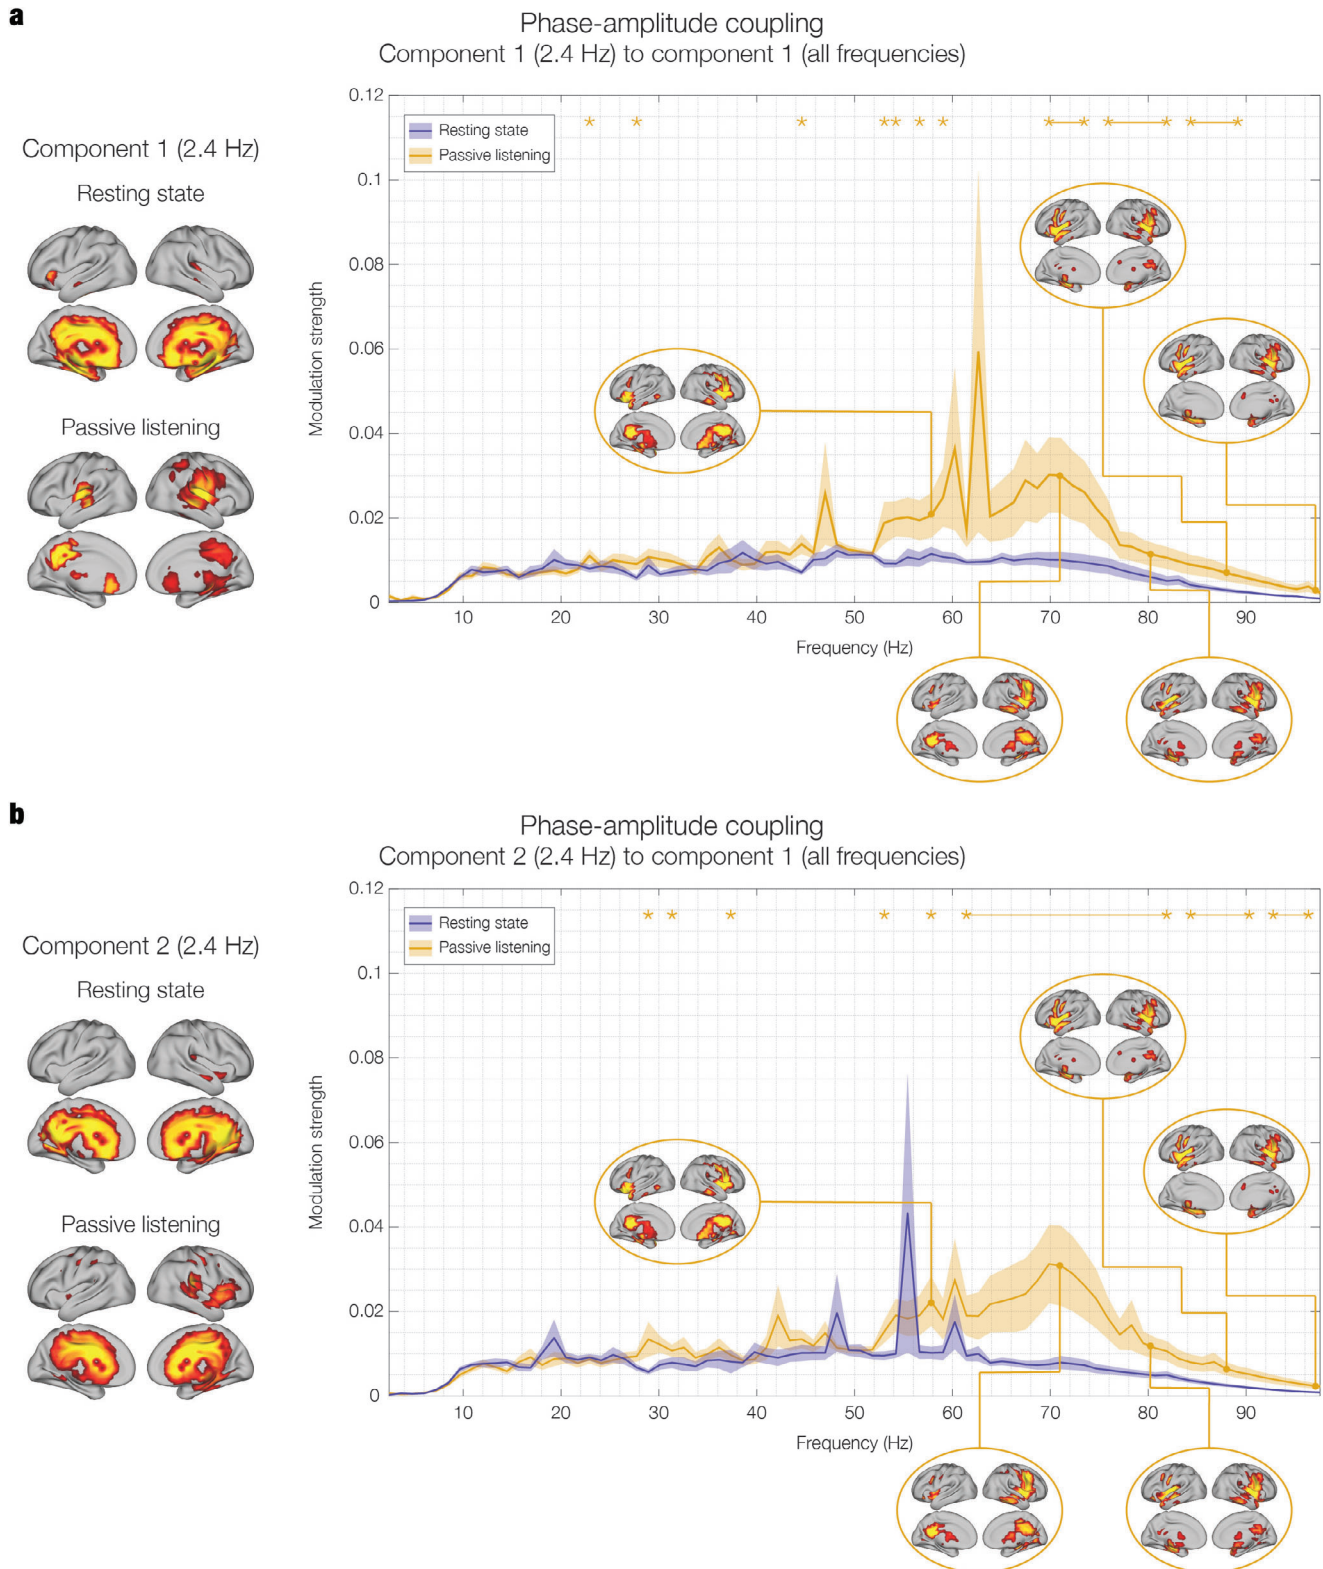 a
Phase-amplitude coupling
Component 1 (2.4 Hz) to component 1 (all frequencies)
Component 1 (2.4 Hz)
Resting state
Passive listening
0.12
0.1
0.08
0.06
0.04
0.02
0
Modulation strength
Resting state
Passive listening
10 20 30 40 50 60 70 80 90
Frequency (Hz)
b
Phase-amplitude coupling
Component 2 (2.4 Hz) to component 1 (all frequencies)
Component 2 (2.4 Hz)
Resting state
Passive listening
0.12
0.1
0.08
0.06
0.04
0.02
0
Modulation strength
Resting state
Passive listening
10 20 30 40 50 60 70 80 90
Frequency (Hz)